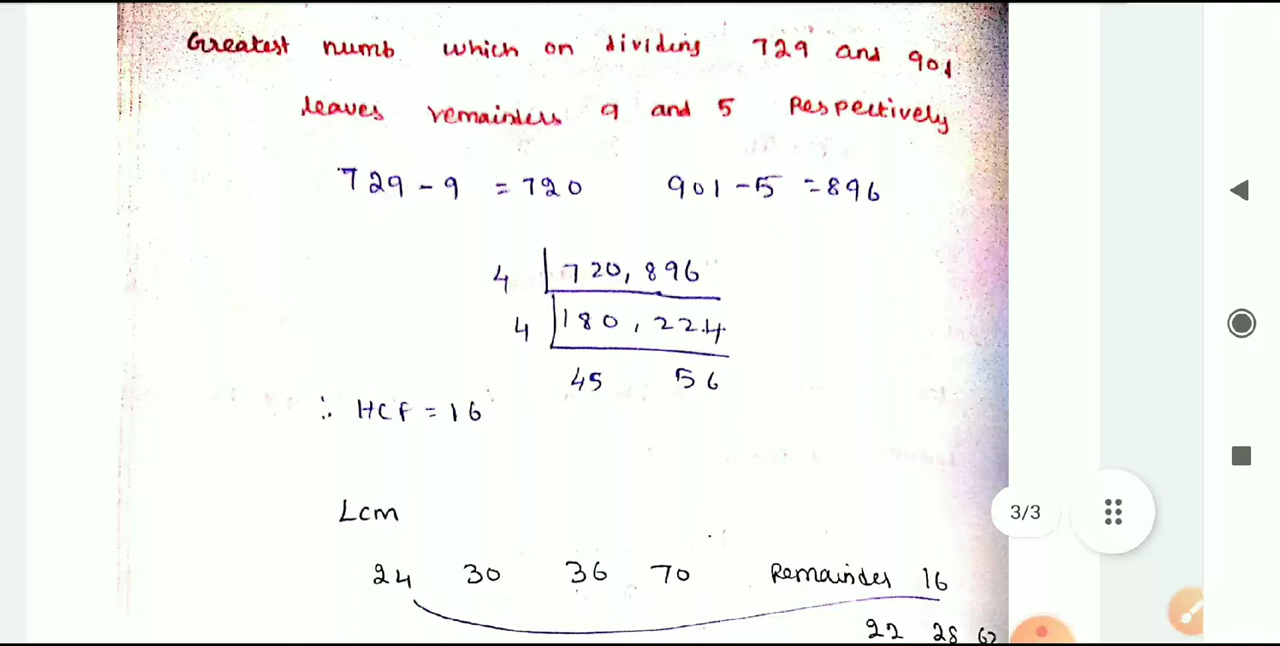 Greatest numb which on dividing 729 and 901
leaves remainders 9 and 5 Respectively
729 - 9 = 720 901 - 5 = 896
4 720, 896
4 180, 224
45 56
∴ HCF = 16
Lcm
3/3
24 30 36 70 Remainder 16
22 28